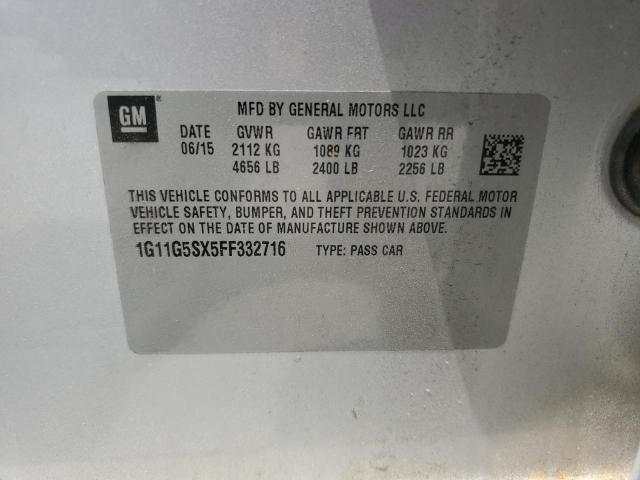 GM ®
MFD BY GENERAL MOTORS LLC
DATE GVWR GAWR FRT GAWR RR
06/15 2112 KG 1089 KG 1023 KG
4656 LB 2400 LB 2256 LB
THIS VEHICLE CONFORMS TO ALL APPLICABLE U.S. FEDERAL MOTOR
VEHICLE SAFETY, BUMPER, AND THEFT PREVENTION STANDARDS IN
EFFECT ON THE DATE OF MANUFACTURE SHOWN ABOVE.
1G11G5SX5FF332716 TYPE: PASS CAR